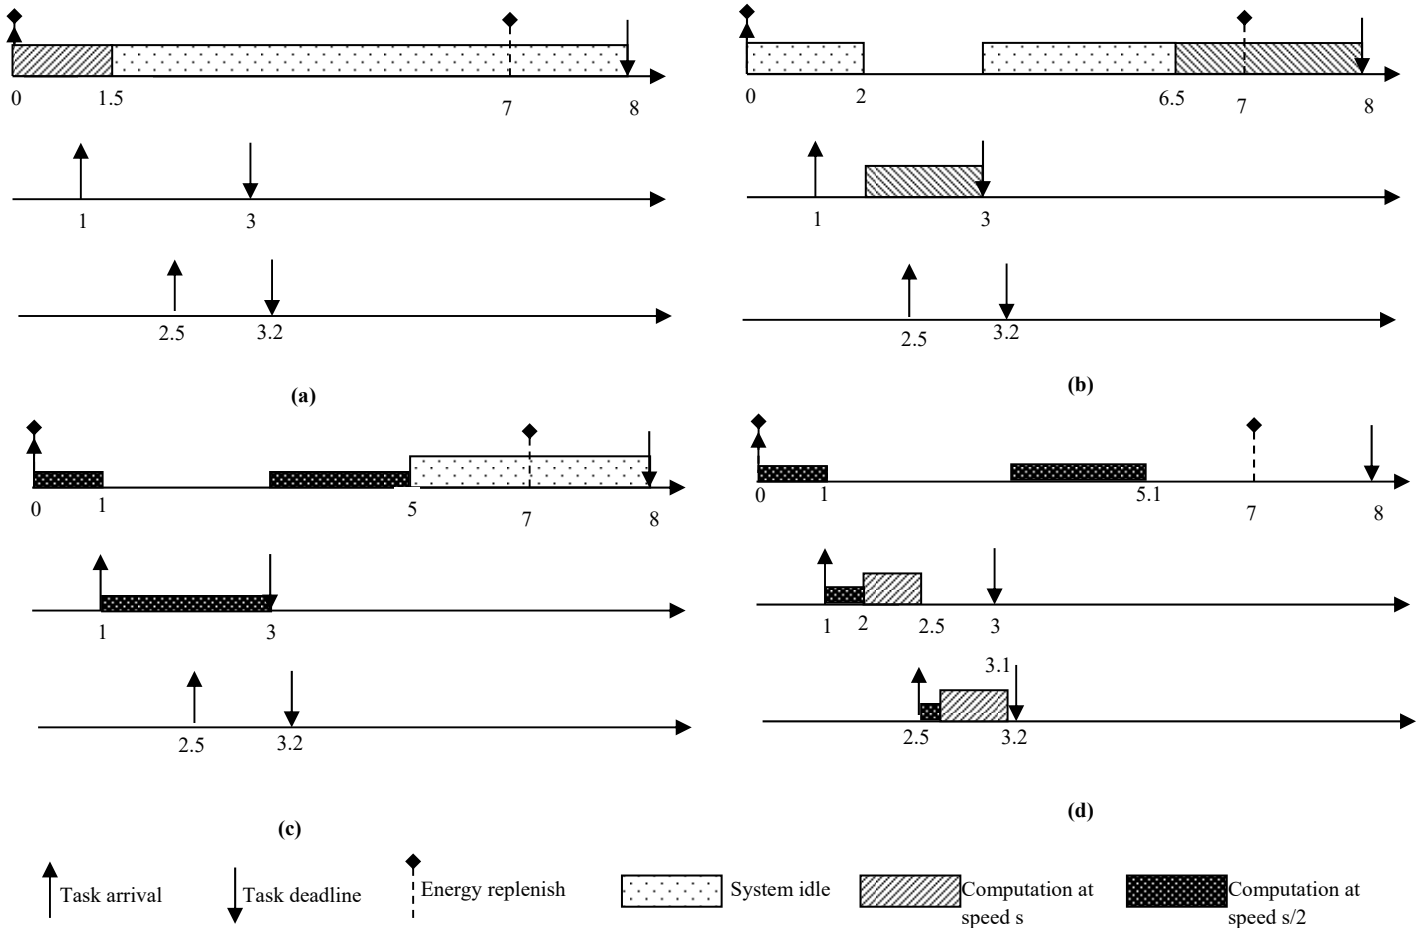 0 1.5 7 8
1 3
2.5 3.2
(a)
0 2 6.5 7 8
1 3
2.5 3.2
(b)
0 1 5 7 8
1 3
2.5 3.2
(c)
0 1 5.1 7 8
1 2 2.5 3
3.1
2.5 3.2
(d)
Task arrival
Task deadline
Energy replenish
System idle
Computation at
speed s
Computation at
speed s/2